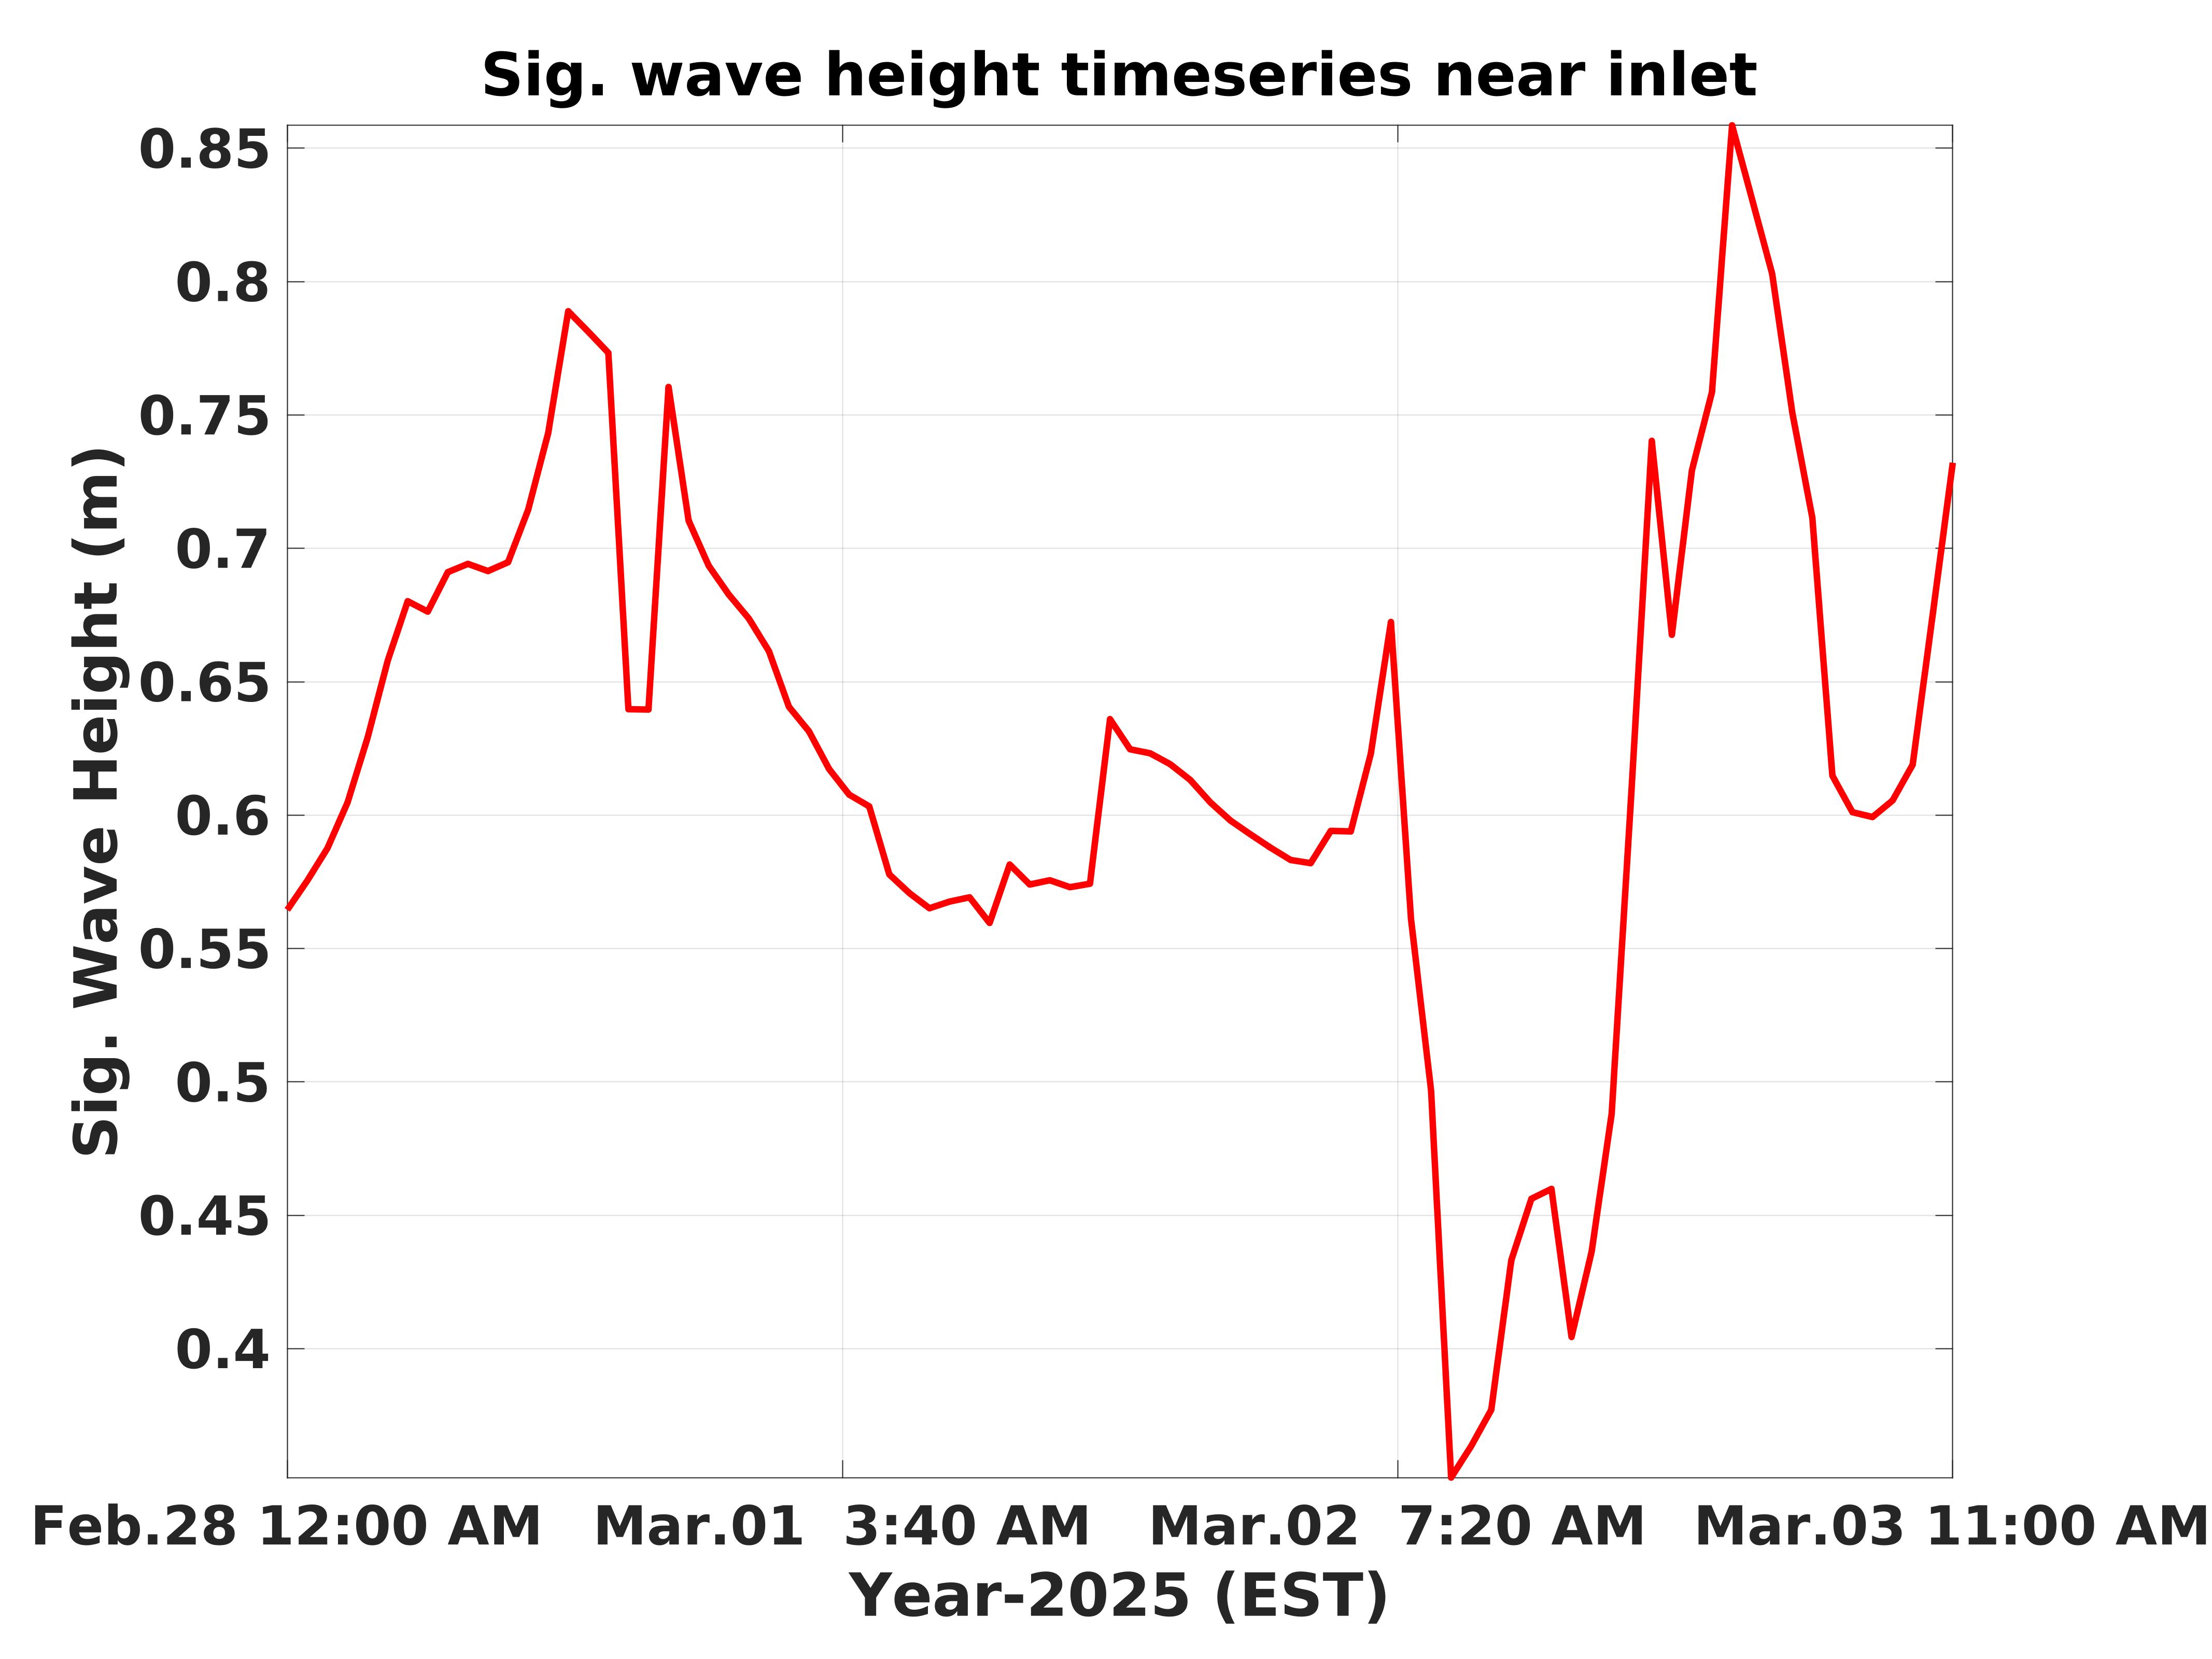 Sig. wave height timeseries near inlet
0.85
0.8
0.75
0.7
0.65
0.6
0.55
0.5
0.45
0.4
Sig. Wave Height (m)
Feb.28 12:00 AM Mar.01 3:40 AM Mar.02 7:20 AM Mar.03 11:00 AM
Year-2025 (EST)